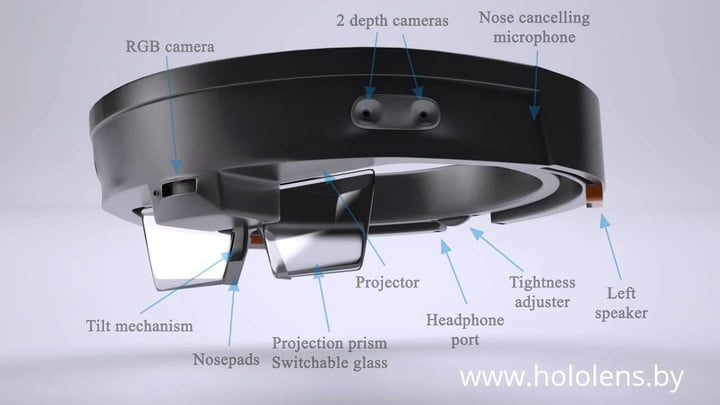 2 depth cameras
Nose cancelling
microphone
RGB camera
Projector
Tightness
adjuster
Left
speaker
Tilt mechanism
Headphone
port
Nosepads
Projection prism
Switchable glass
www.hololens.by